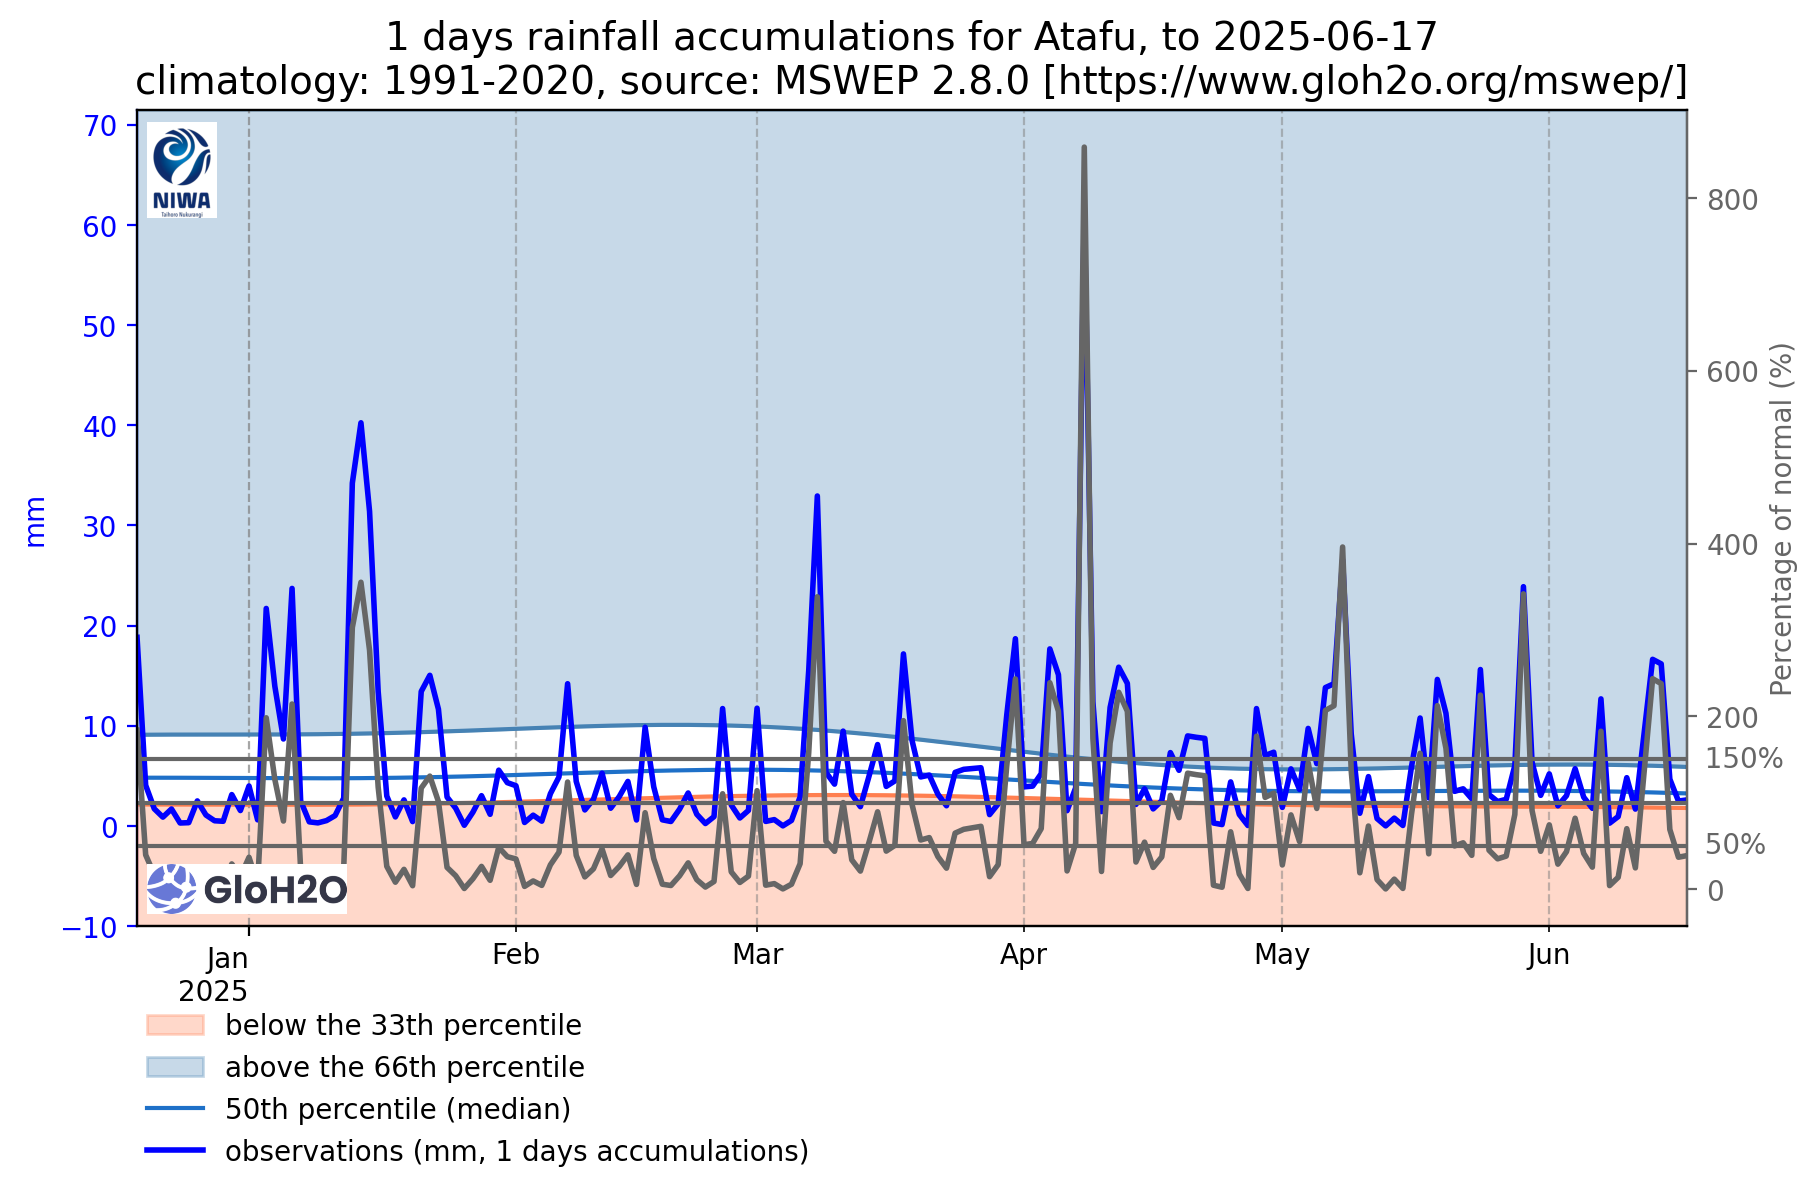 1 days rainfall accumulations for Atafu, to 2025-06-17
climatology: 1991-2020, source: MSWEP 2.8.0 [https://www.gloh2o.org/mswep/]
70
60
50
40
30
20
10
0
−10
mm
NIWA
Taihoro Nukurangi
GloH2O
800
600
400
200
150%
50%
0
Percentage of normal (%)
Jan
2025
Feb
Mar
Apr
May
Jun
below the 33th percentile
above the 66th percentile
50th percentile (median)
observations (mm, 1 days accumulations)